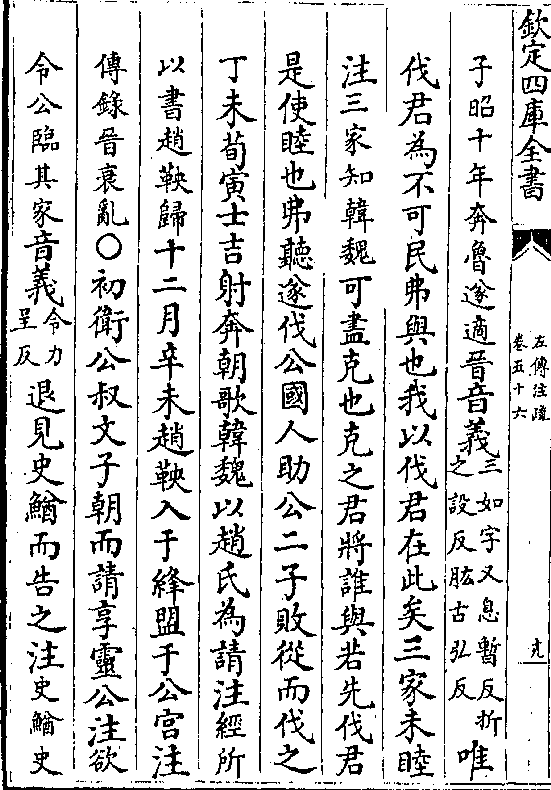 欽定四庫全書
左傳注疏
卷五十六
九
子昭十年奔魯遂適晉音義三如字又息暫反折之設反肱古弘反唯
伐君為不可民弗與也我以伐君在此矣三家未睦
注三家知韓魏可盡克也克之君將誰與若先伐君
是使睦也弗聽遂伐公國人助公二子敗從而伐之
丁未荀寅士吉射奔朝歌韓魏以趙氏為請注經所
以書趙鞅歸十二月辛未趙鞅入于絳盟于公宮注
傳錄晉衰亂○初衛公叔文子朝而請享靈公注欲
令公臨其家音義令力呈反退見史鰌而告之注史鰌史